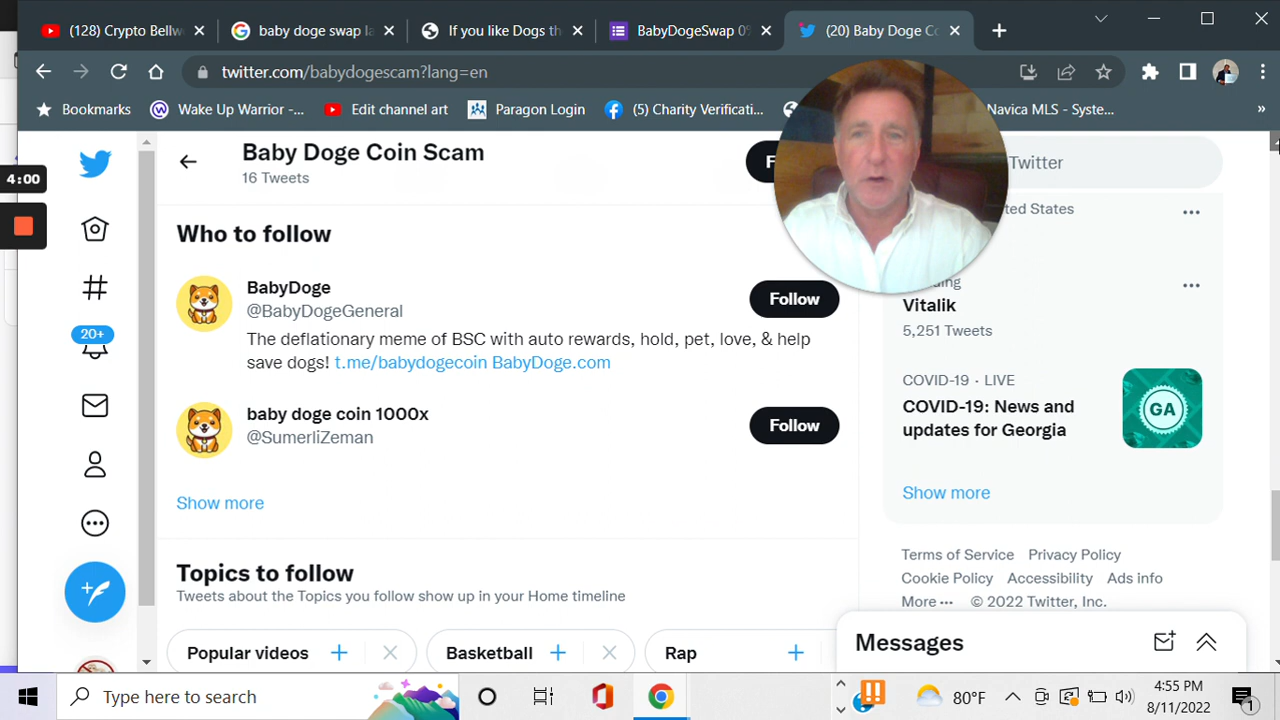 (128) Crypto Bellw
baby doge swap la
If you like Dogs th
BabyDogeSwap 0%
(20) Baby Doge Co
twitter.com/babydogescam?lang=en
Bookmarks
Wake Up Warrior -...
Edit channel art
Paragon Login
(5) Charity Verificati...
Navica MLS - Syste...
»
4:00
Baby Doge Coin Scam
16 Tweets
F
Twitter
Who to follow
ted States
BabyDoge
@BabyDogeGeneral
Follow
The deflationary meme of BSC with auto rewards, hold, pet, love, & help
save dogs! t.me/babydogecoin BabyDoge.com
Vitalik
5,251 Tweets
20+
COVID-19 · LIVE
COVID-19: News and
updates for Georgia
GA
baby doge coin 1000x
@SumerliZeman
Follow
Show more
Show more
Topics to follow
Tweets about the Topics you follow show up in your Home timeline
Terms of Service Privacy Policy
Cookie Policy Accessibility Ads info
More ••• © 2022 Twitter, Inc.
Popular videos
Basketball
Rap
Messages
Type here to search
80°F
4:55 PM
8/11/2022
1